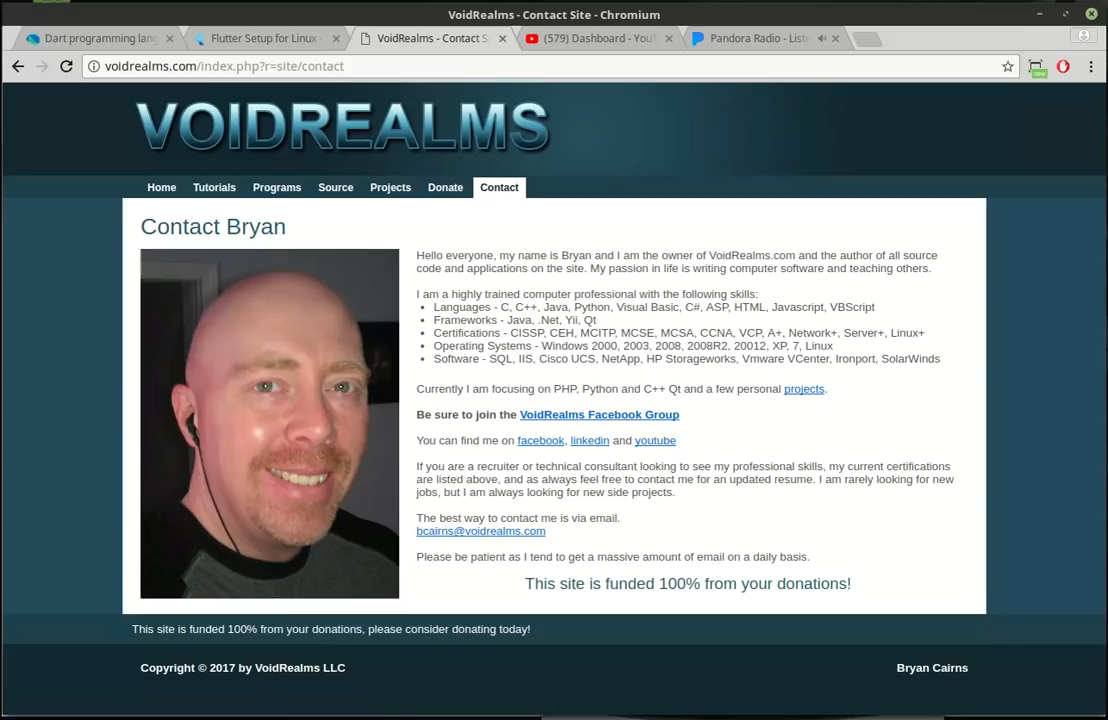 VoidRealms - Contact Site - Chromium
Dart programming lan
Flutter Setup for Linux -
VoidRealms - Contact S
(579) Dashboard - YouT
Pandora Radio - Liste
voidrealms.com/index.php?r=site/contact
new
VOIDREALMS
Home Tutorials Programs Source Projects Donate Contact
Contact Bryan
Hello everyone, my name is Bryan and I am the owner of VoidRealms.com and the author of all source
code and applications on the site. My passion in life is writing computer software and teaching others.
I am a highly trained computer professional with the following skills:
• Languages - C, C++, Java, Python, Visual Basic, C#, ASP, HTML, Javascript, VBScript
• Frameworks - Java, .Net, Yii, Qt
• Certifications - CISSP, CEH, MCITP, MCSE, MCSA, CCNA, VCP, A+, Network+, Server+, Linux+
• Operating Systems - Windows 2000, 2003, 2008, 2008R2, 20012, XP, 7, Linux
• Software - SQL, IIS, Cisco UCS, NetApp, HP Storageworks, Vmware VCenter, Ironport, SolarWinds
Currently I am focusing on PHP, Python and C++ Qt and a few personal projects.
Be sure to join the VoidRealms Facebook Group
You can find me on facebook, linkedin and youtube
If you are a recruiter or technical consultant looking to see my professional skills, my current certifications
are listed above, and as always feel free to contact me for an updated resume. I am rarely looking for new
jobs, but I am always looking for new side projects.
The best way to contact me is via email.
bcairns@voidrealms.com
Please be patient as I tend to get a massive amount of email on a daily basis.
This site is funded 100% from your donations!
This site is funded 100% from your donations, please consider donating today!
Copyright © 2017 by VoidRealms LLC
Bryan Cairns